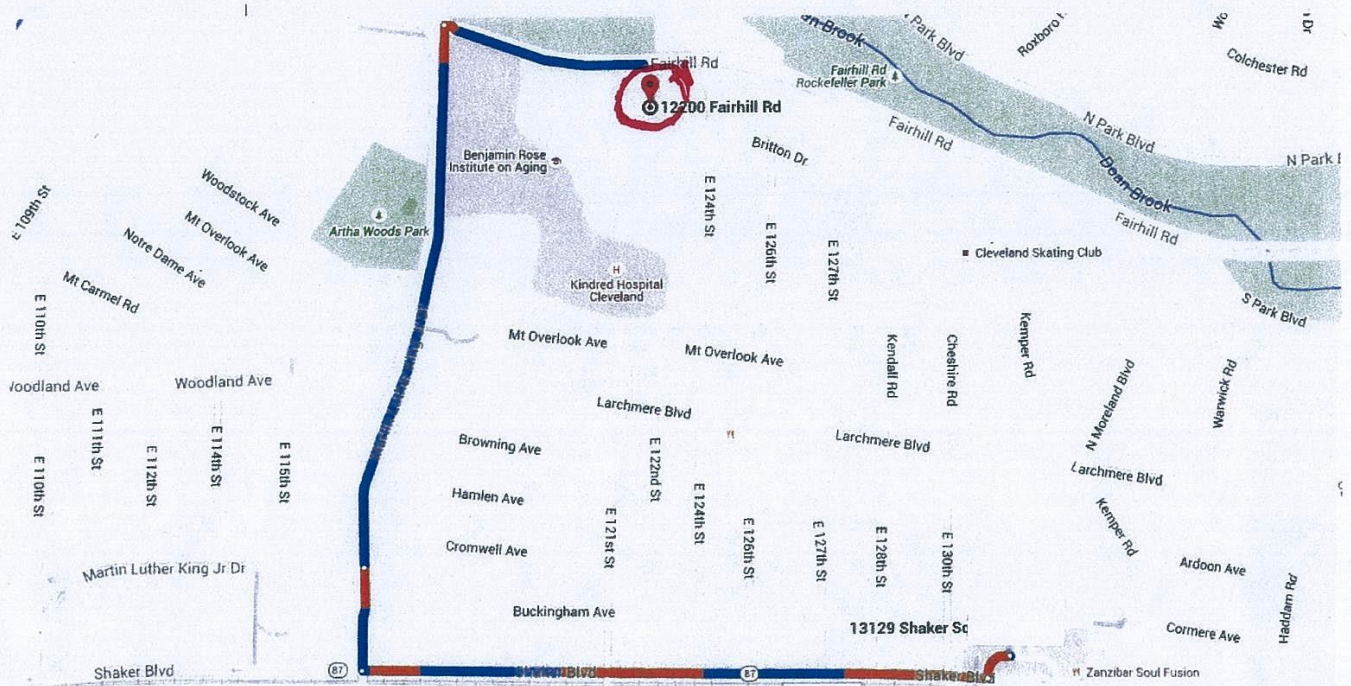 Fairhill Rd
12200 Fairhill Rd
Doan Brook
N Park Blvd
Roxboro
Colchester Rd
Dr
Fairhill Rd
Rockefeller Park
N Park Blvd
N Park
Fairhill Rd
Doan Brook
Fairhill Rd
Britton Dr
Benjamin Rose
Institute on Aging
E 124th St
E 126th St
E 127th St
Cleveland Skating Club
S Park Blvd
E 109th St
Woodstock Ave
Mt Overlook Ave
Notre Dame Ave
Mt Carmel Rd
Artha Woods Park
H
Kindred Hospital
Cleveland
E 110th St
Woodland Ave
Woodland Ave
Mt Overlook Ave
Mt Overlook Ave
Kendall Rd
Cheshire Rd
Kemper Rd
N Moreland Blvd
Warwick Rd
Larchmere Blvd
Larchmere Blvd
Larchmere Blvd
E 110th St
E 111th St
E 112th St
E 114th St
E 115th St
Browning Ave
Hamlen Ave
Cromwell Ave
Buckingham Ave
E 121st St
E 122nd St
E 124th St
E 126th St
E 127th St
E 128th St
E 130th St
Kemper Rd
Ardoon Ave
Haddam Rd
Cormere Ave
Martin Luther King Jr Dr
13129 Shaker Sq
Shaker Blvd
87
Shaker Blvd
87
Shaker Blvd
Zanzibar Soul Fusion